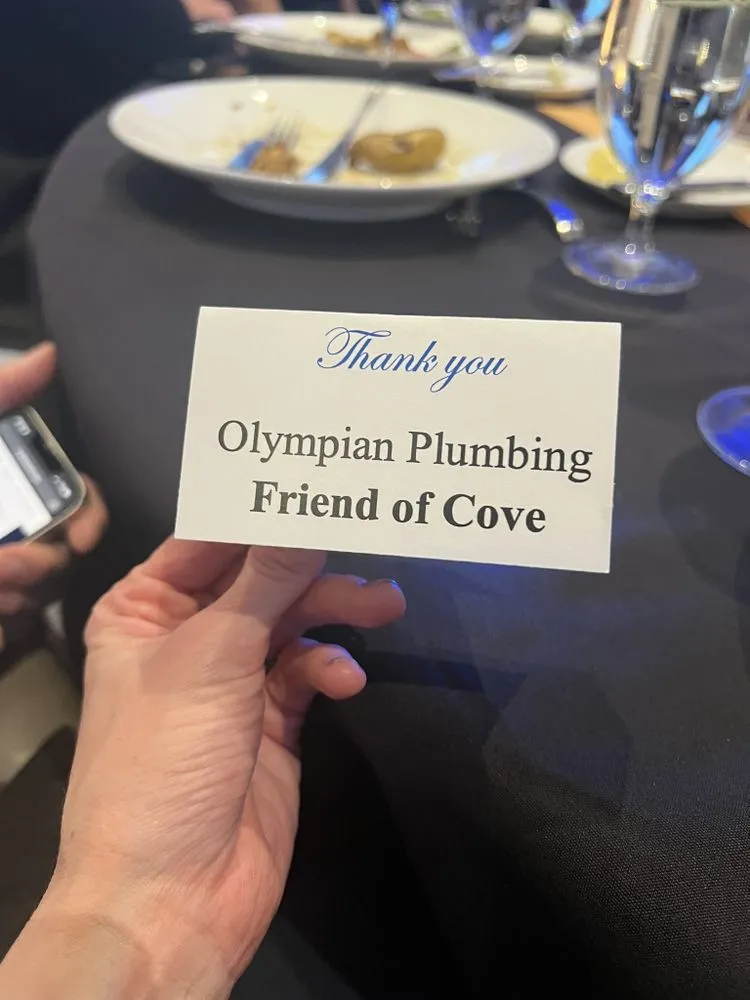 Thank you
Olympian Plumbing
Friend of Cove